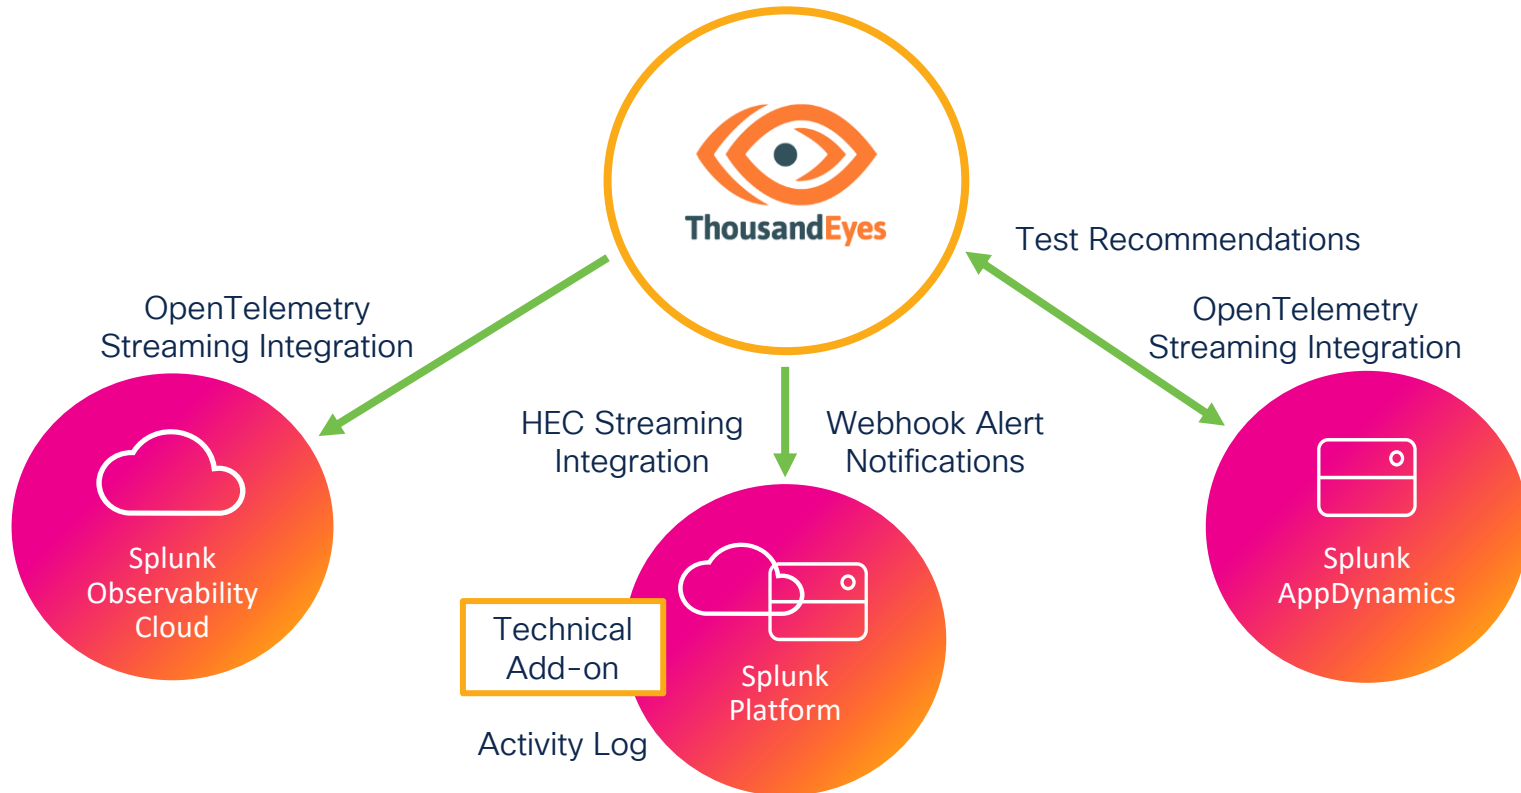 ThousandEyes
Test Recommendations
OpenTelemetry
Streaming Integration
OpenTelemetry
Streaming Integration
HEC Streaming
Integration
Webhook Alert
Notifications
Splunk
Observability
Cloud
Splunk
AppDynamics
Technical
Add-on
Splunk
Platform
Activity Log